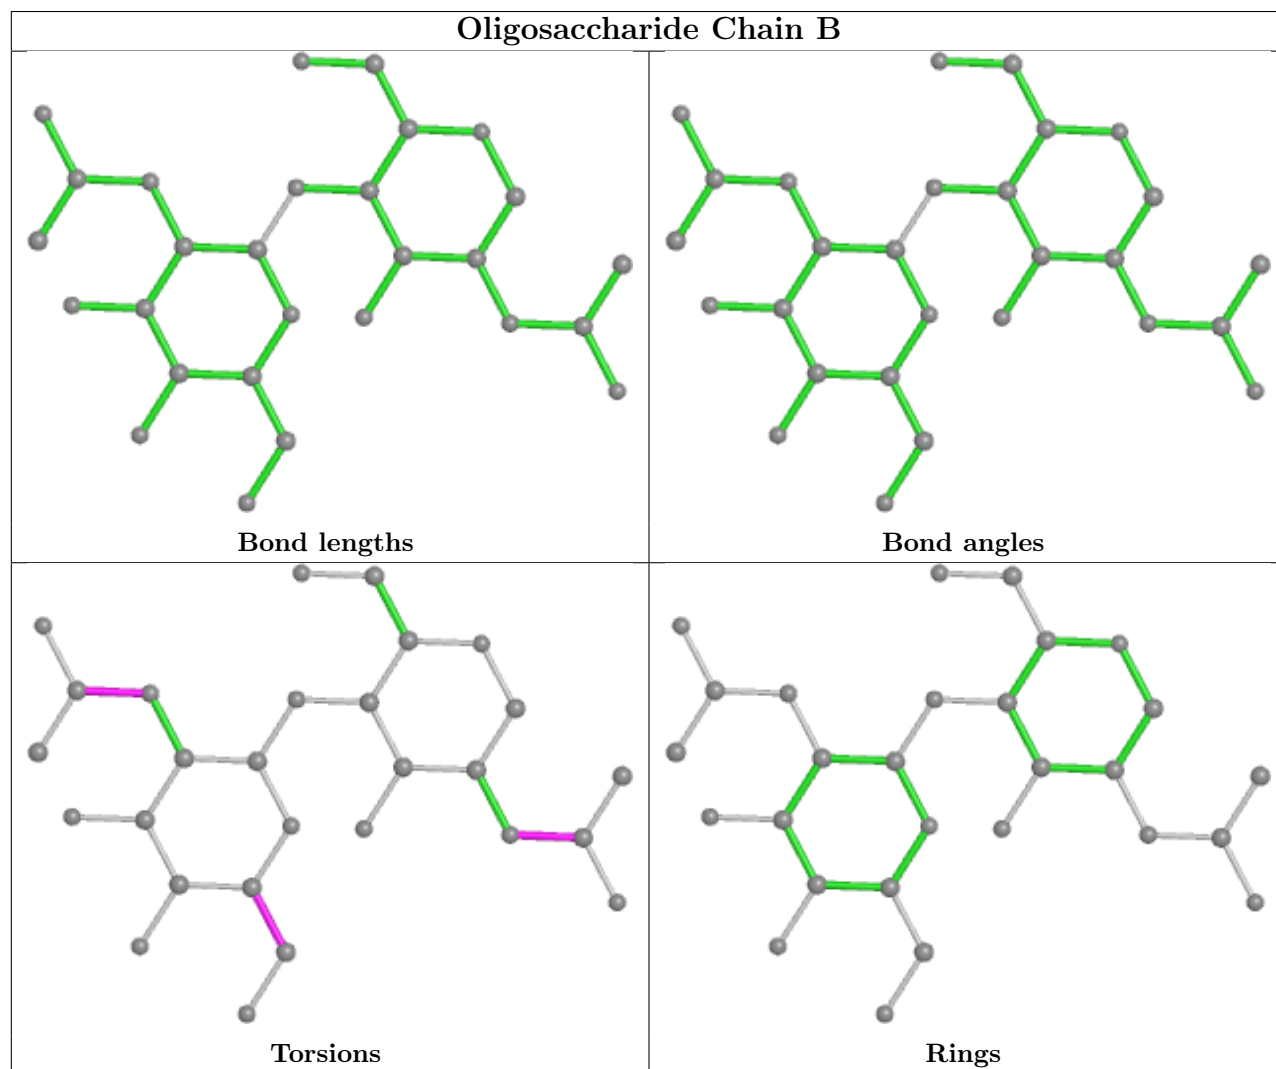 Oligosaccharide Chain B
Bond lengths
Bond angles
Torsions
Rings